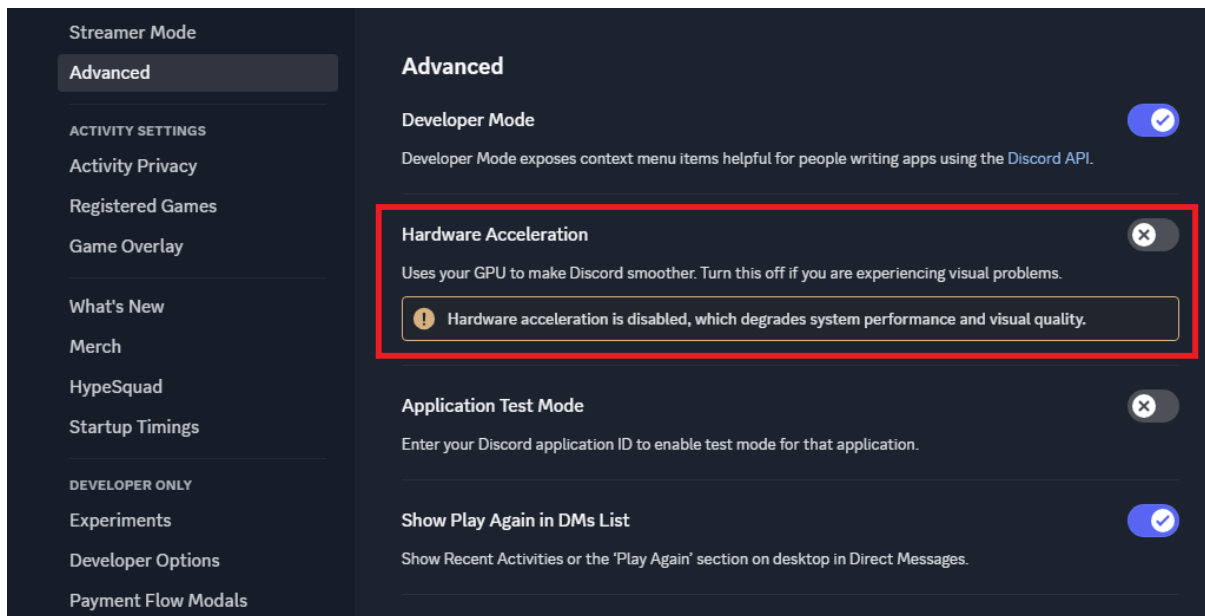 Streamer Mode
Advanced
ACTIVITY SETTINGS
Activity Privacy
Registered Games
Game Overlay
What's New
Merch
HypeSquad
Startup Timings
DEVELOPER ONLY
Experiments
Developer Options
Payment Flow Modals
Advanced
Developer Mode
Developer Mode exposes context menu items helpful for people writing apps using the Discord API.
Hardware Acceleration
Uses your GPU to make Discord smoother. Turn this off if you are experiencing visual problems.
Hardware acceleration is disabled, which degrades system performance and visual quality.
Application Test Mode
Enter your Discord application ID to enable test mode for that application.
Show Play Again in DMs List
Show Recent Activities or the ‘Play Again’ section on desktop in Direct Messages.